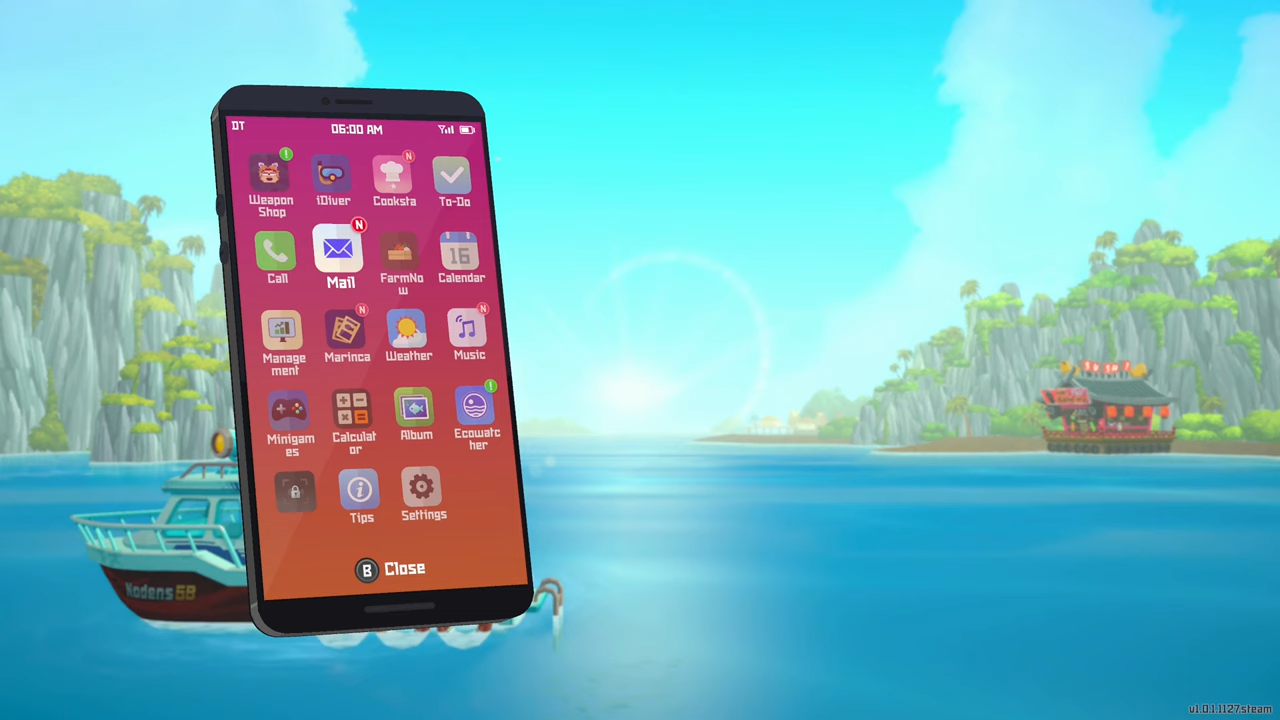 DT
06:00 AM
Weapon
Shop
iDiver
Cooksta
To-Do
Call
Mail
FarmNo
w
Calendar
16
Manage
ment
Marinca
Weather
Music
Minigam
es
Calculat
or
Album
Ecowatc
her
Tips
Settings
B Close
N
N
N
N
!
!
Nodens68
v1.0.1.1127.steam